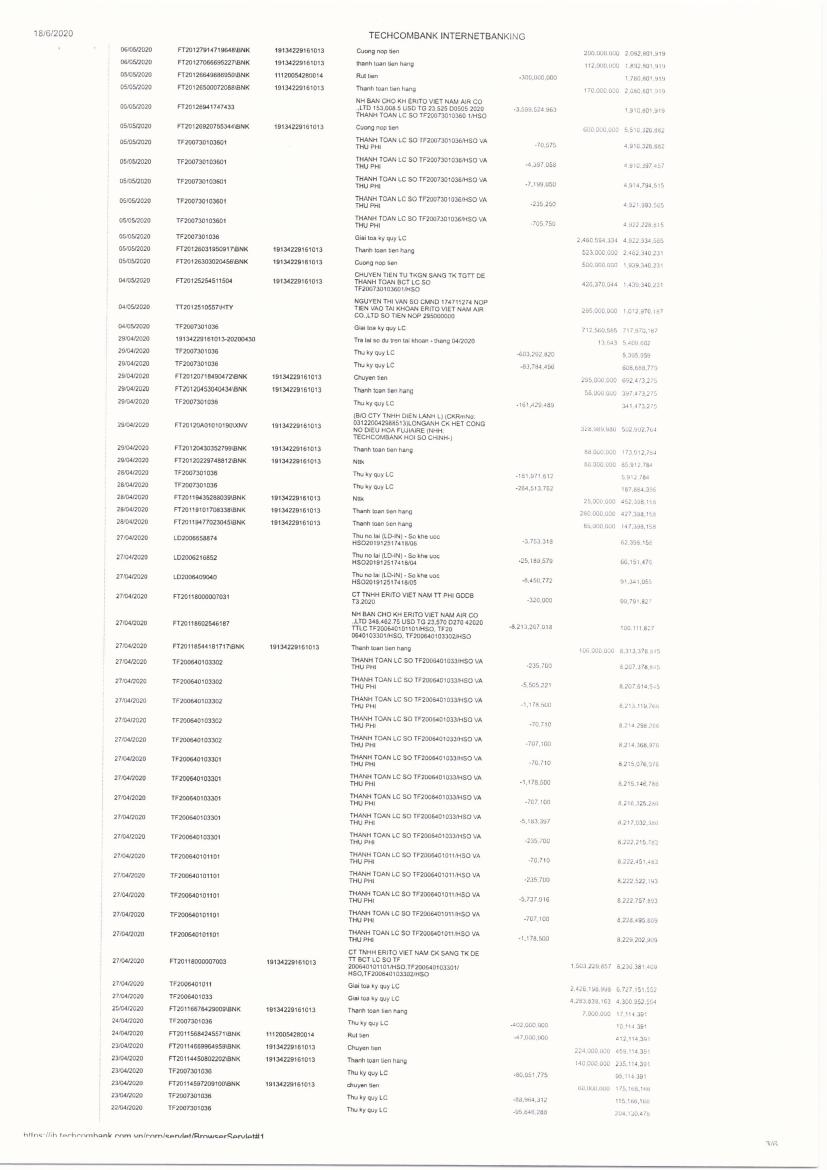 18/6/2020 TECHCOMBANK INTERNETBANKING
06/05/2020 FT20127914719648\BNK 19134229161013 Cuong nop tien 200,000,000 2,092,801,919
06/05/2020 FT20127066695227\BNK 19134229161013 thanh toan tien hang 112,000,000 1,892,801,919
05/05/2020 FT20126649686950\BNK 11120054280014 Rut tien -300,000,000 1,780,801,919
05/05/2020 FT20126500072088\BNK 19134229161013 Thanh toan tien hang 170,000,000 2,080,801,919
05/05/2020 FT20126941747433 -3,599,524,963 1,910,801,919
NH BAN CHO KH ERITO VIET NAM AIR CO
.,LTD 153,008.5 USD TG 23,525 D0505 2020
THANH TOAN LC SO TF20073010360 1/HSO
05/05/2020 FT20126920755344\BNK 19134229161013 Cuong nop tien 600,000,000 5,510,326,882
05/05/2020 TF200730103601 THANH TOAN LC SO TF2007301036/HSO VA
THU PHI -70,575 4,910,326,882
05/05/2020 TF200730103601 THANH TOAN LC SO TF2007301036/HSO VA
THU PHI -4,397,058 4,910,397,457
05/05/2020 TF200730103601 THANH TOAN LC SO TF2007301036/HSO VA
THU PHI -7,199,050 4,914,794,515
05/05/2020 TF200730103601 THANH TOAN LC SO TF2007301036/HSO VA
THU PHI -235,250 4,921,993,565
05/05/2020 TF200730103601 THANH TOAN LC SO TF2007301036/HSO VA
THU PHI -705,750 4,922,228,815
05/05/2020 TF2007301036 Giai toa ky quy LC 2,460,594,334 4,922,934,565
05/05/2020 FT20126031950917\BNK 19134229161013 Thanh toan tien hang 523,000,000 2,462,340,231
05/05/2020 FT20126303020456\BNK 19134229161013 Cuong nop tien 500,000,000 1,939,340,231
04/05/2020 FT20125254511504 426,370,044 1,439,340,231
CHUYEN TIEN TU TKGN SANG TK TGTT DE
THANH TOAN BCT LC SO
TF200730103601/HSO
04/05/2020 TT2012510557\HTY 295,000,000 1,012,970,187
NGUYEN THI VAN SO CMND 174711274 NOP
TIEN VAO TAI KHOAN ERITO VIET NAM AIR
CO.,LTD SO TIEN NOP 295000000
04/05/2020 TF2007301036 Giai toa ky quy LC 712,560,585 717,970,187
29/04/2020 19134229161013-20200430 Tra lai so du tren tai khoan - thang 04/2020 13,643 5,409,602
29/04/2020 TF2007301036 Thu ky quy LC -603,292,820 5,395,959
29/04/2020 TF2007301036 Thu ky quy LC -83,784,496 608,688,779
29/04/2020 FT20120718490472\BNK 19134229161013 Chuyen tien 295,000,000 692,473,275
29/04/2020 FT20120453040434\BNK 19134229161013 Thanh toan tien hang 56,000,000 397,473,275
29/04/2020 TF2007301036 Thu ky quy LC -161,429,489 341,473,275
29/04/2020 FT20120A01010190\XNV 328,989,980 502,902,764
(B/O CTY TNHH DIEN LANH L) (CKRmNo:
031220042988513)LONGANH CK HET CONG
NO DIEU HOA FUJIAIRE (NHH:
TECHCOMBANK HOI SO CHINH-)
29/04/2020 FT20120430352799\BNK 19134229161013 Thanh toan tien hang 88,000,000 173,912,784
29/04/2020 FT20120229748812\BNK 19134229161013 Nttk 80,000,000 85,912,784
28/04/2020 TF2007301036 Thu ky quy LC -181,971,612 5,912,784
28/04/2020 TF2007301036 Thu ky quy LC -264,513,762 187,884,396
28/04/2020 FT20119435288039\BNK 19134229161013 Nttk 25,000,000 452,398,158
28/04/2020 FT20119101708338\BNK 19134229161013 Thanh toan tien hang 280,000,000 427,398,158
28/04/2020 FT20119477023045\BNK 19134229161013 Thanh toan tien hang 85,000,000 147,398,158
27/04/2020 LD2006658874 Thu no lai (LD-IN) - So khe uoc
HSO201912517418/06 -3,753,318 62,398,158
27/04/2020 LD2006216852 Thu no lai (LD-IN) - So khe uoc
HSO201912517418/04 -25,189,579 66,151,476
27/04/2020 LD2006409040 Thu no lai (LD-IN) - So khe uoc
HSO201912517418/05 -8,450,772 91,341,055
27/04/2020 FT20118000007031 CT TNHH ERITO VIET NAM TT PHI GDDB
T3.2020 -320,000 99,791,827
27/04/2020 FT20118602546187 -8,213,267,018 100,111,827
NH BAN CHO KH ERITO VIET NAM AIR CO
.,LTD 348,462.75 USD TG 23,570 D270 42020
TTLC TF200640101101/HSO, TF20
0640103301/HSO, TF200640103302/HSO
27/04/2020 FT20118544181717\BNK 19134229161013 Thanh toan tien hang 106,000,000 8,313,378,845
27/04/2020 TF200640103302 THANH TOAN LC SO TF2006401033/HSO VA
THU PHI -235,700 8,207,378,845
27/04/2020 TF200640103302 THANH TOAN LC SO TF2006401033/HSO VA
THU PHI -5,505,221 8,207,614,545
27/04/2020 TF200640103302 THANH TOAN LC SO TF2006401033/HSO VA
THU PHI -1,178,500 8,213,119,766
27/04/2020 TF200640103302 THANH TOAN LC SO TF2006401033/HSO VA
THU PHI -70,710 8,214,298,266
27/04/2020 TF200640103302 THANH TOAN LC SO TF2006401033/HSO VA
THU PHI -707,100 8,214,368,976
27/04/2020 TF200640103301 THANH TOAN LC SO TF2006401033/HSO VA
THU PHI -70,710 8,215,076,076
27/04/2020 TF200640103301 THANH TOAN LC SO TF2006401033/HSO VA
THU PHI -1,178,500 8,215,146,786
27/04/2020 TF200640103301 THANH TOAN LC SO TF2006401033/HSO VA
THU PHI -707,100 8,216,325,286
27/04/2020 TF200640103301 THANH TOAN LC SO TF2006401033/HSO VA
THU PHI -5,183,397 8,217,032,386
27/04/2020 TF200640103301 THANH TOAN LC SO TF2006401033/HSO VA
THU PHI -235,700 8,222,215,783
27/04/2020 TF200640101101 THANH TOAN LC SO TF2006401011/HSO VA
THU PHI -70,710 8,222,451,483
27/04/2020 TF200640101101 THANH TOAN LC SO TF2006401011/HSO VA
THU PHI -235,700 8,222,522,193
27/04/2020 TF200640101101 THANH TOAN LC SO TF2006401011/HSO VA
THU PHI -5,737,916 8,222,757,893
27/04/2020 TF200640101101 THANH TOAN LC SO TF2006401011/HSO VA
THU PHI -707,100 8,228,495,809
27/04/2020 TF200640101101 THANH TOAN LC SO TF2006401011/HSO VA
THU PHI -1,178,500 8,229,202,909
27/04/2020 FT20118000007003 19134229161013 1,503,229,857 8,230,381,409
CT TNHH ERITO VIET NAM CK SANG TK DE
TT BCT LC SO TF
200640101101/HSO,TF200640103301/
HSO,TF200640103302/HSO
27/04/2020 TF2006401011 Giai toa ky quy LC 2,426,198,998 6,727,151,552
27/04/2020 TF2006401033 Giai toa ky quy LC 4,283,838,163 4,300,952,554
25/04/2020 FT20116676429009\BNK 19134229161013 Thanh toan tien hang 7,000,000 17,114,391
24/04/2020 TF2007301036 Thu ky quy LC -402,000,000 10,114,391
24/04/2020 FT20115684245571\BNK 11120054280014 Rut tien -47,000,000 412,114,391
23/04/2020 FT20114689964959\BNK 19134229161013 Chuyen tien 224,000,000 459,114,391
23/04/2020 FT20114450802202\BNK 19134229161013 Thanh toan tien hang 140,000,000 235,114,391
23/04/2020 TF2007301036 Thu ky quy LC -80,051,775 95,114,391
23/04/2020 FT20114597209100\BNK 19134229161013 chuyen tien 60,000,000 175,166,166
23/04/2020 TF2007301036 Thu ky quy LC -88,964,312 115,166,166
22/04/2020 TF2007301036 Thu ky quy LC -95,846,288 204,130,478
https://ib.techcombank.com.vn/corp/servlet/BrowserServlet#1 3/6